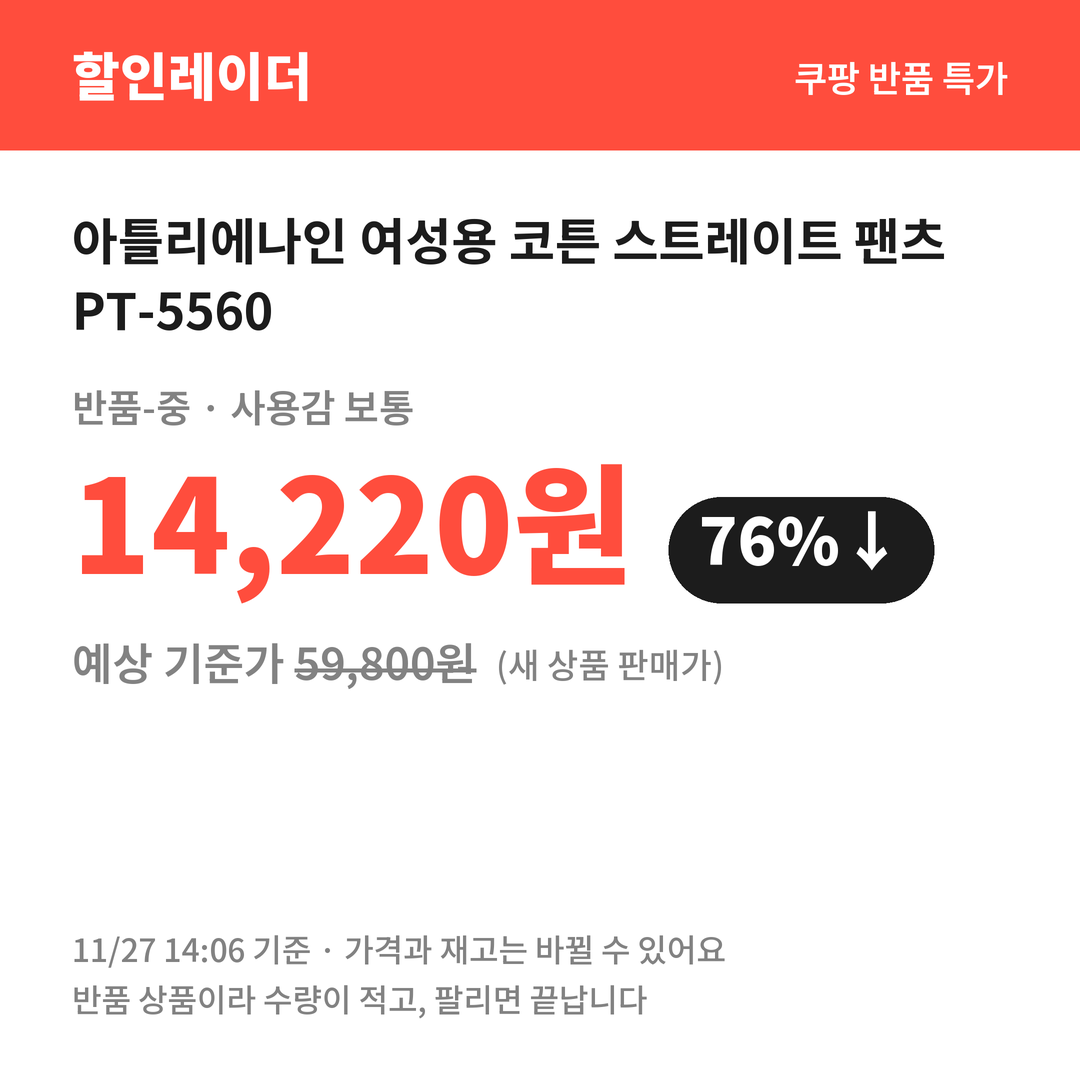 할인레이더
쿠팡 반품 특가
아틀리에나인 여성용 코튼 스트레이트 팬츠
PT-5560
반품-중 · 사용감 보통
14,220원
76%↓
예상 기준가 59,800원 (새 상품 판매가)
11/27 14:06 기준 · 가격과 재고는 바뀔 수 있어요
반품 상품이라 수량이 적고, 팔리면 끝납니다